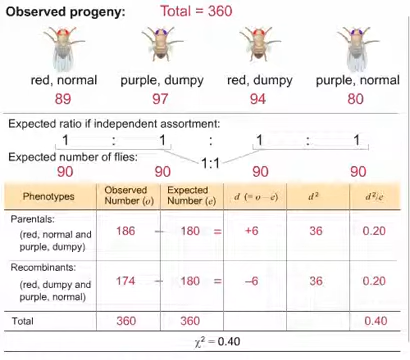 Observed progeny: Total = 360
red, normal purple, dumpy red, dumpy purple, normal
89 97 94 80
Expected ratio if independent assortment:
1 : 1 : 1 : 1
Expected number of flies: 1:1
90 90 90 90
Phenotypes Observed Number (o) Expected Number (e) d (= o – e) d² d²/e
Parentals:
(red, normal and purple, dumpy) 186 – 180 = +6 36 0.20
Recombinants:
(red, dumpy and purple, normal) 174 – 180 = –6 36 0.20
Total 360 360 0.40
χ² = 0.40